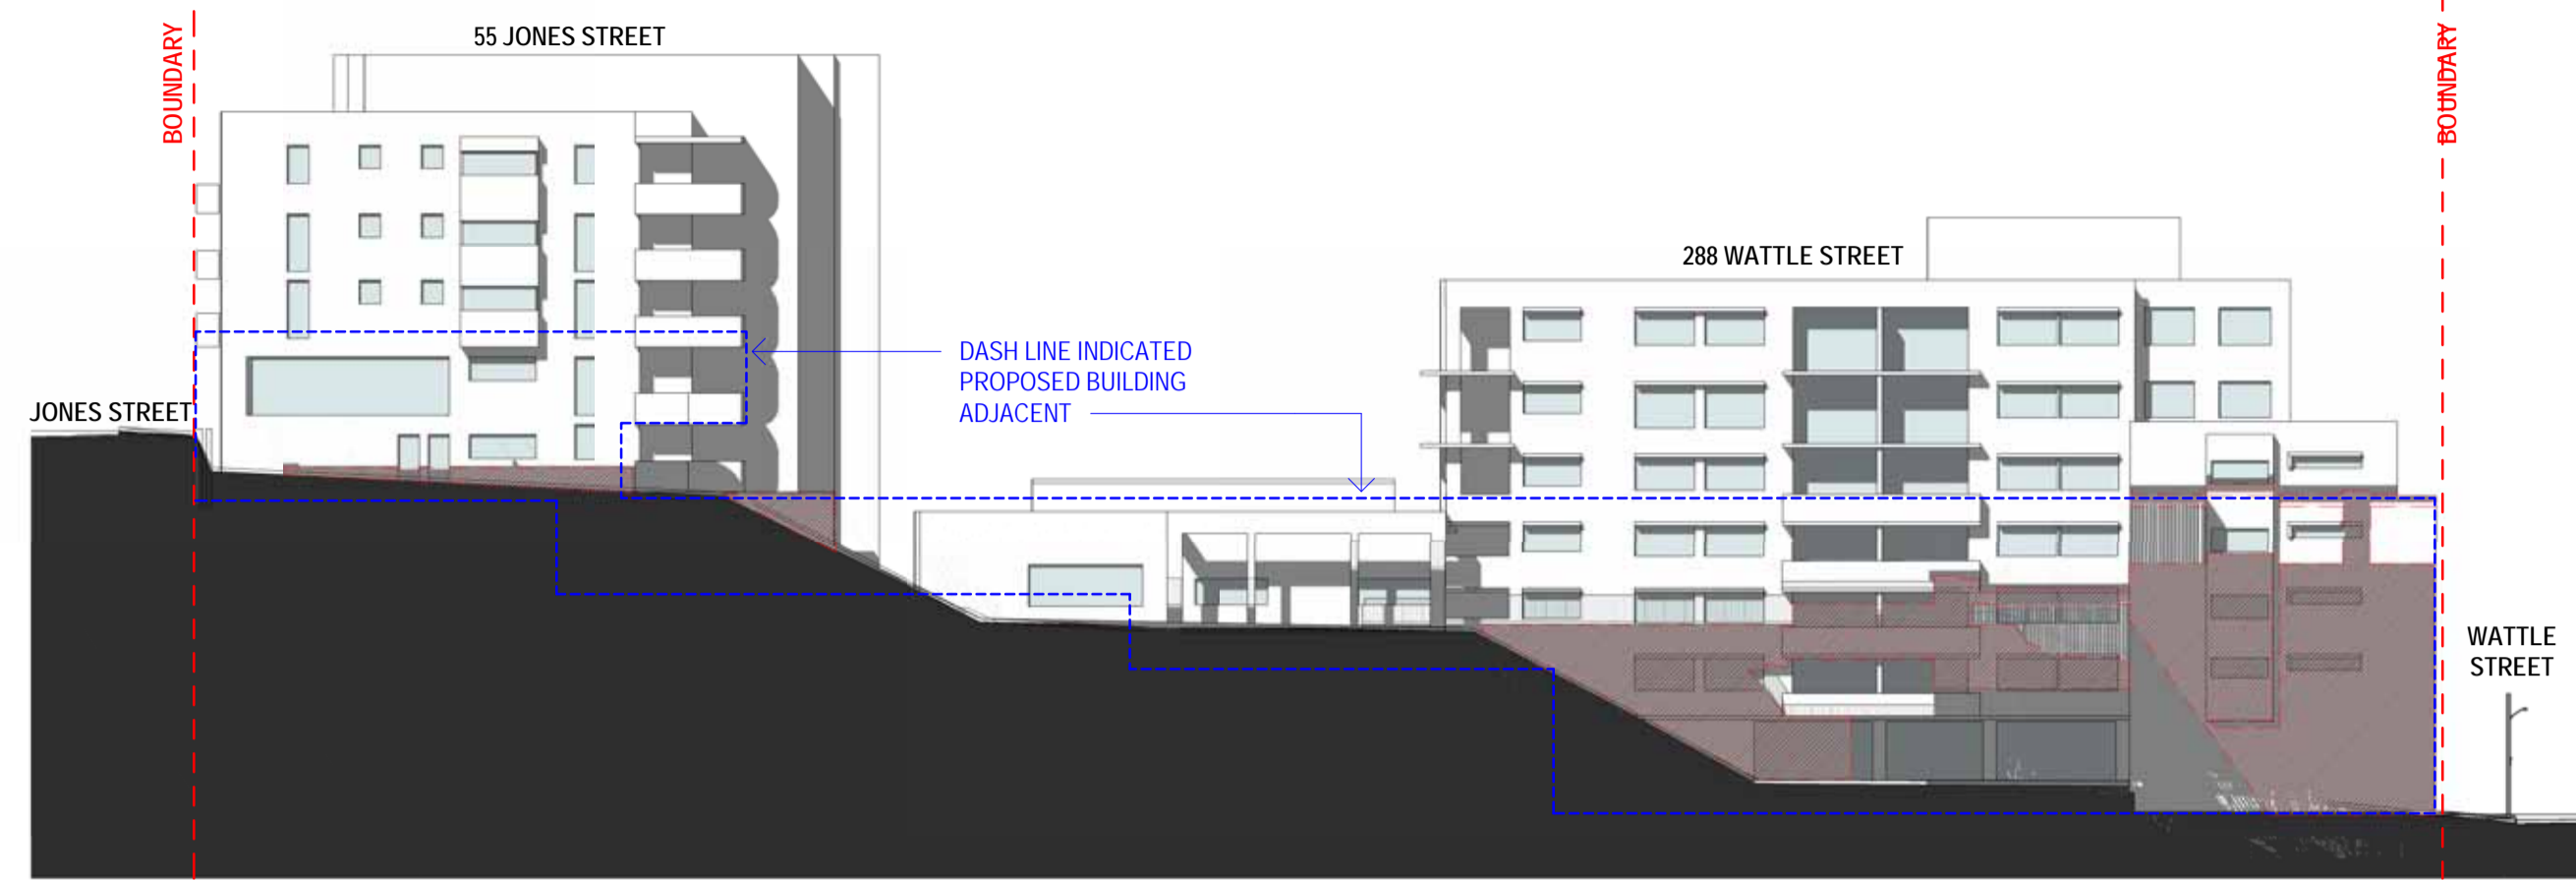 BOUNDARY
55 JONES STREET
BOUNDARY
288 WATTLE STREET
DASH LINE INDICATED
PROPOSED BUILDING
ADJACENT
JONES STREET
WATTLE
STREET